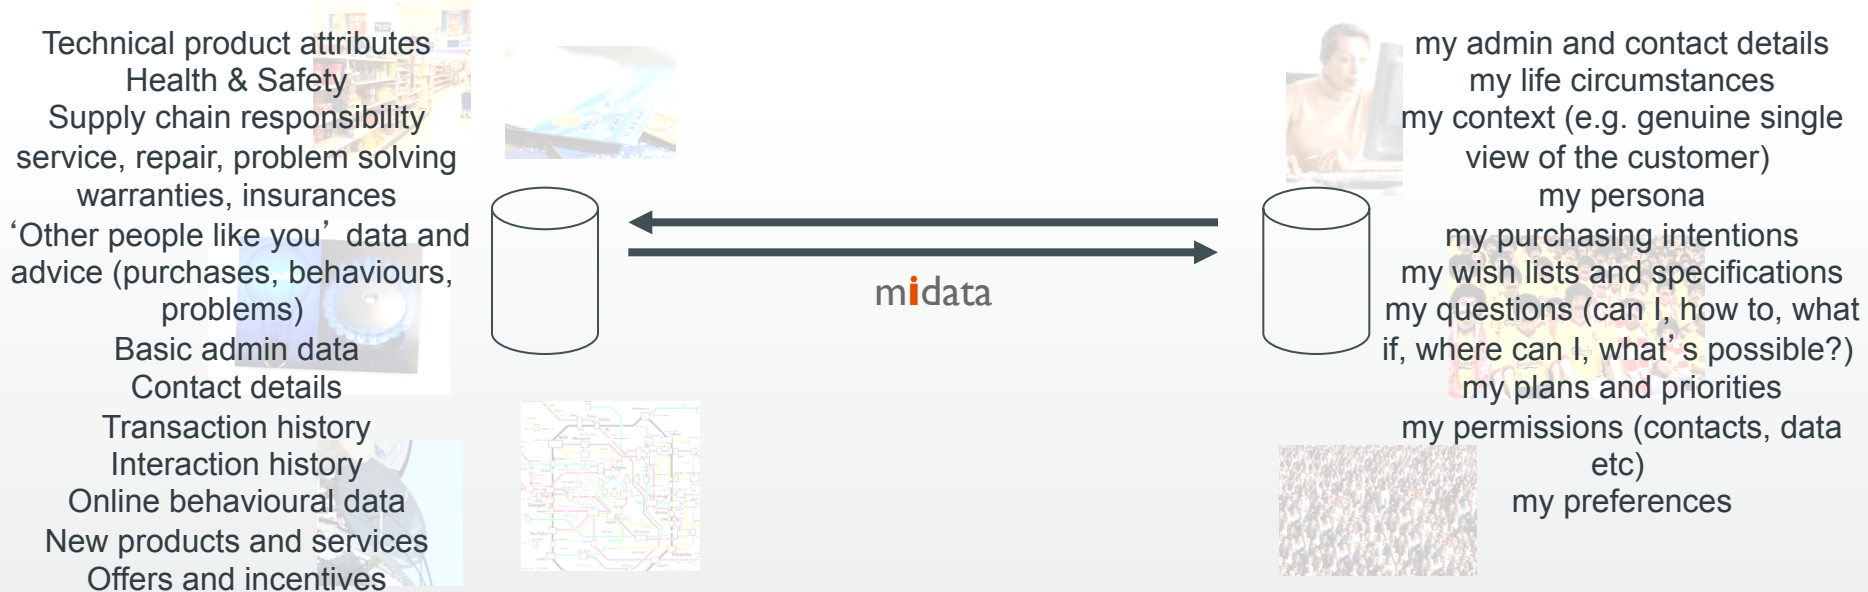 Technical product attributes
Health & Safety
Supply chain responsibility
service, repair, problem solving
warranties, insurances
‘Other people like you’ data and
advice (purchases, behaviours,
problems)
Basic admin data
Contact details
Transaction history
Interaction history
Online behavioural data
New products and services
Offers and incentives
midata
my admin and contact details
my life circumstances
my context (e.g. genuine single
view of the customer)
my persona
my purchasing intentions
my wish lists and specifications
my questions (can I, how to, what
if, where can I, what’s possible?)
my plans and priorities
my permissions (contacts, data
etc)
my preferences